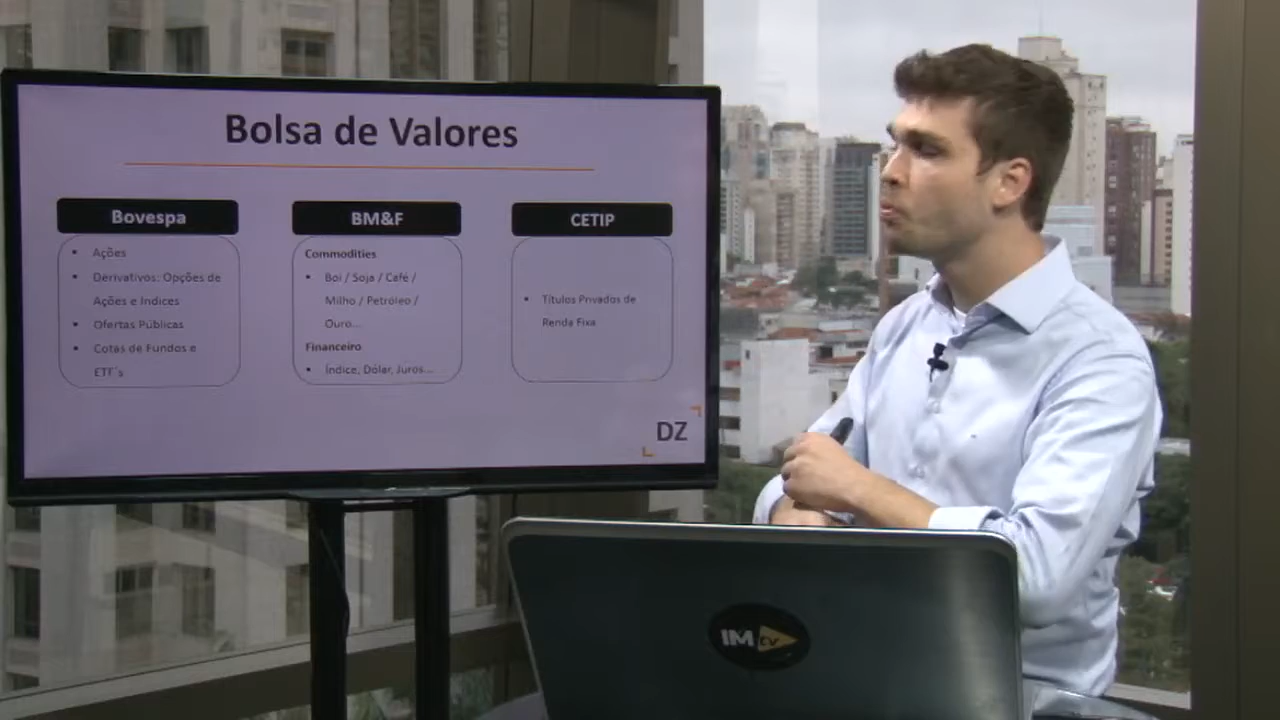 Bolsa de Valores
Bovespa
▪ Ações
▪ Derivativos: Opções de
Ações e Indices
▪ Ofertas Públicas
▪ Cotas de Fundos e
ETF´s
BM&F
Commodities
▪ Boi / Soja / Café /
Milho / Petróleo /
Ouro...
Financeiro
▪ Índice, Dólar, Juros...
CETIP
▪ Títulos Privados de
Renda Fixa
DZ
IM tv